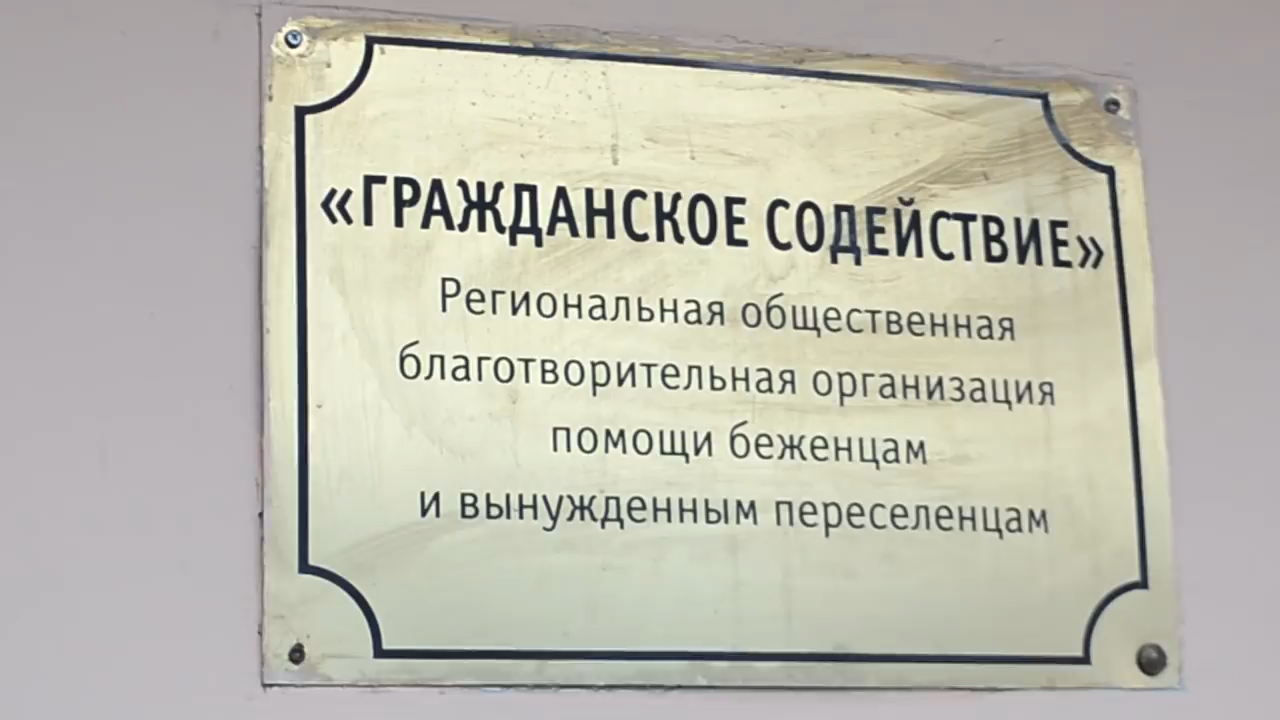 «ГРАЖДАНСКОЕ СОДЕЙСТВИЕ»
Региональная общественная
благотворительная организация
помощи беженцам
и вынужденным переселенцам